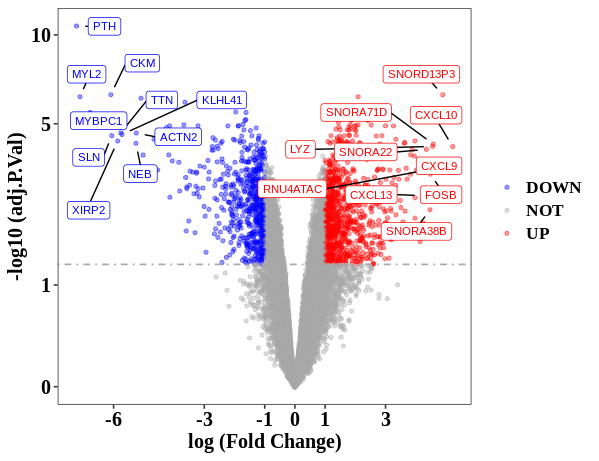 PTH
CKM
MYL2
SNORD13P3
TTN
KLHL41
SNORA71D
CXCL10
MYBPC1
ACTN2
LYZ
SNORA22
SLN
NEB
CXCL9
RNU4ATAC
CXCL13
FOSB
XIRP2
SNORA38B
10
5
1
0
-log10 (adj.P.Val)
-6
-3
-1
0
1
3
log (Fold Change)
DOWN
NOT
UP